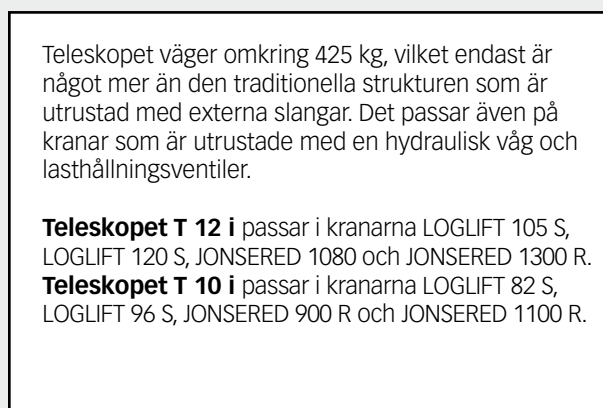 Teleskopet väger omkring 425 kg, vilket endast är
något mer än den traditionella strukturen som är
utrustad med externa slangar. Det passar även på
kranar som är utrustade med en hydraulisk våg och
lasthållningsventiler.
Teleskopet T 12 i passar i kranarna LOGLIFT 105 S,
LOGLIFT 120 S, JONSERED 1080 och JONSERED 1300 R.
Teleskopet T 10 i passar i kranarna LOGLIFT 82 S,
LOGLIFT 96 S, JONSERED 900 R och JONSERED 1100 R.